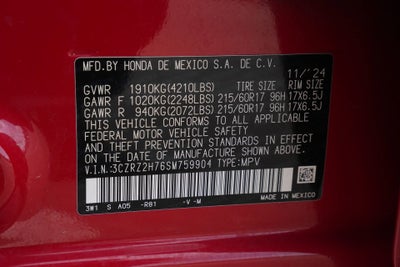 MFD.BY HONDA DE MEXICO S.A. DE C.V.
11/'24
GVWR 1910KG(4210LBS) TIRE SIZE RIM SIZE
GAWR F 1020KG(2248LBS) 215/60R17 96H 17X6.5J
GAWR R 940KG(2072LBS) 215/60R17 96H 17X6.5J
THIS VEHICLE CONFORMS TO ALL APPLICABLE
FEDERAL MOTOR VEHICLE SAFETY
AND THEFT PREVENTION STANDARDS IN EFFECT
ON THE DATE OF MANUFACTURE SHOWN ABOVE.
V.I.N.:3CZRZ2H76SM759904 TYPE:MPV
3W1 S A05 -R81 -V -M
MADE IN MEXICO